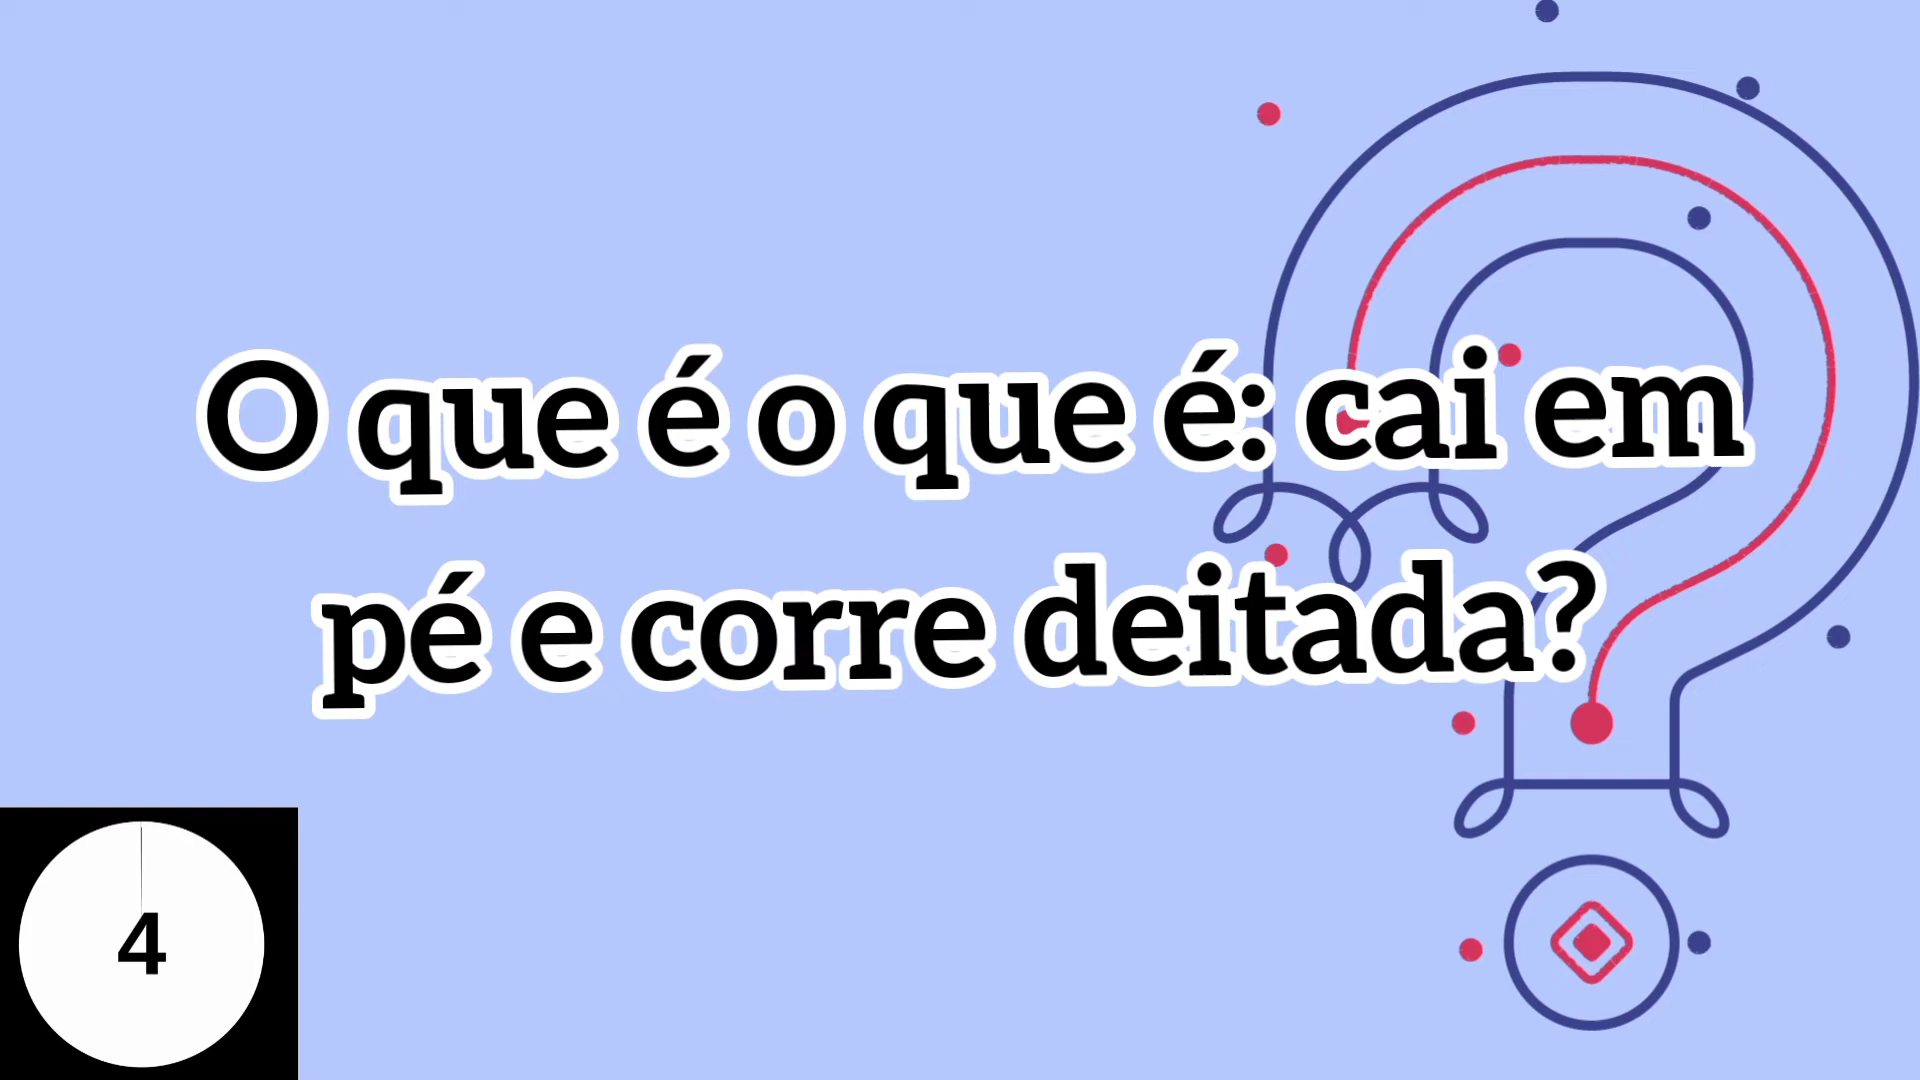 O que é o que é: cai em
pé e corre deitada?
4